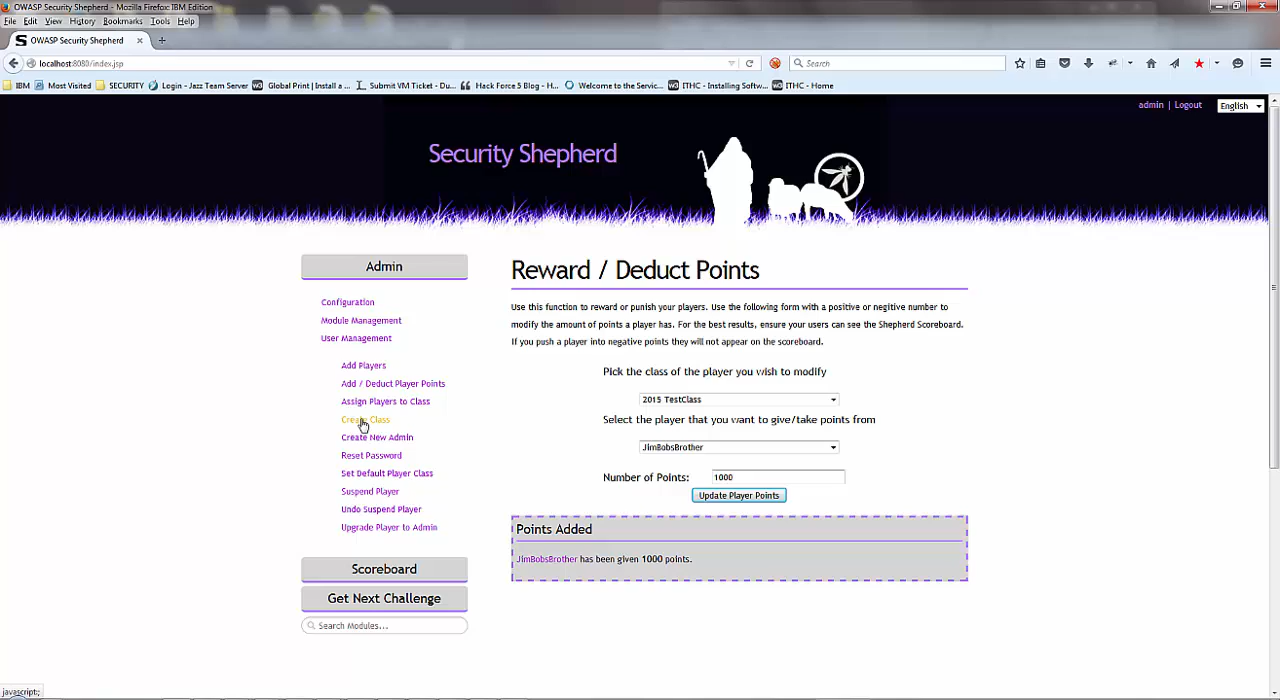 OWASP Security Shepherd - Mozilla Firefox: IBM Edition
File Edit View History Bookmarks Tools Help
S OWASP Security Shepherd × +
localhost:8080/index.jsp
Search
IBM Most Visited SECURITY Login - Jazz Team Server Global Print | Install a ... Submit VM Ticket - Du... Hack Force 5 Blog - H... Welcome to the Servic... ITHC - Installing Softw... ITHC - Home
admin | Logout English
Security Shepherd
Admin
Configuration
Module Management
User Management
Add Players
Add / Deduct Player Points
Assign Players to Class
Create Class
Create New Admin
Reset Password
Set Default Player Class
Suspend Player
Undo Suspend Player
Upgrade Player to Admin
Scoreboard
Get Next Challenge
Search Modules...
Reward / Deduct Points
Use this function to reward or punish your players. Use the following form with a positive or negitive number to
modify the amount of points a player has. For the best results, ensure your users can see the Shepherd Scoreboard.
If you push a player into negative points they will not appear on the scoreboard.
Pick the class of the player you wish to modify
2015 TestClass
Select the player that you want to give/take points from
JimBobsBrother
Number of Points: 1000
Update Player Points
Points Added
JimBobsBrother has been given 1000 points.
javascript:;